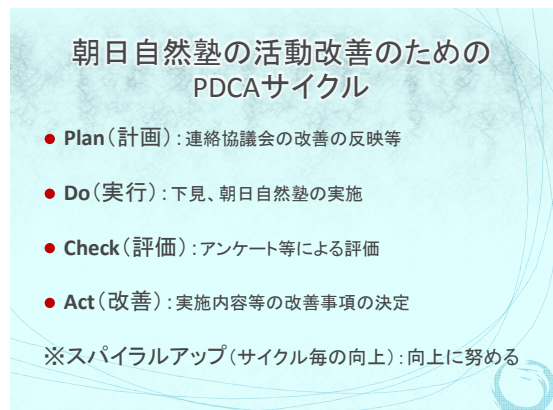 朝日自然塾の活動改善のための
PDCAサイクル
● Plan(計画):連絡協議会の改善の反映等
● Do(実行):下見、朝日自然塾の実施
● Check(評価):アンケート等による評価
● Act(改善):実施内容等の改善事項の決定
※スパイラルアップ(サイクル毎の向上):向上に努める